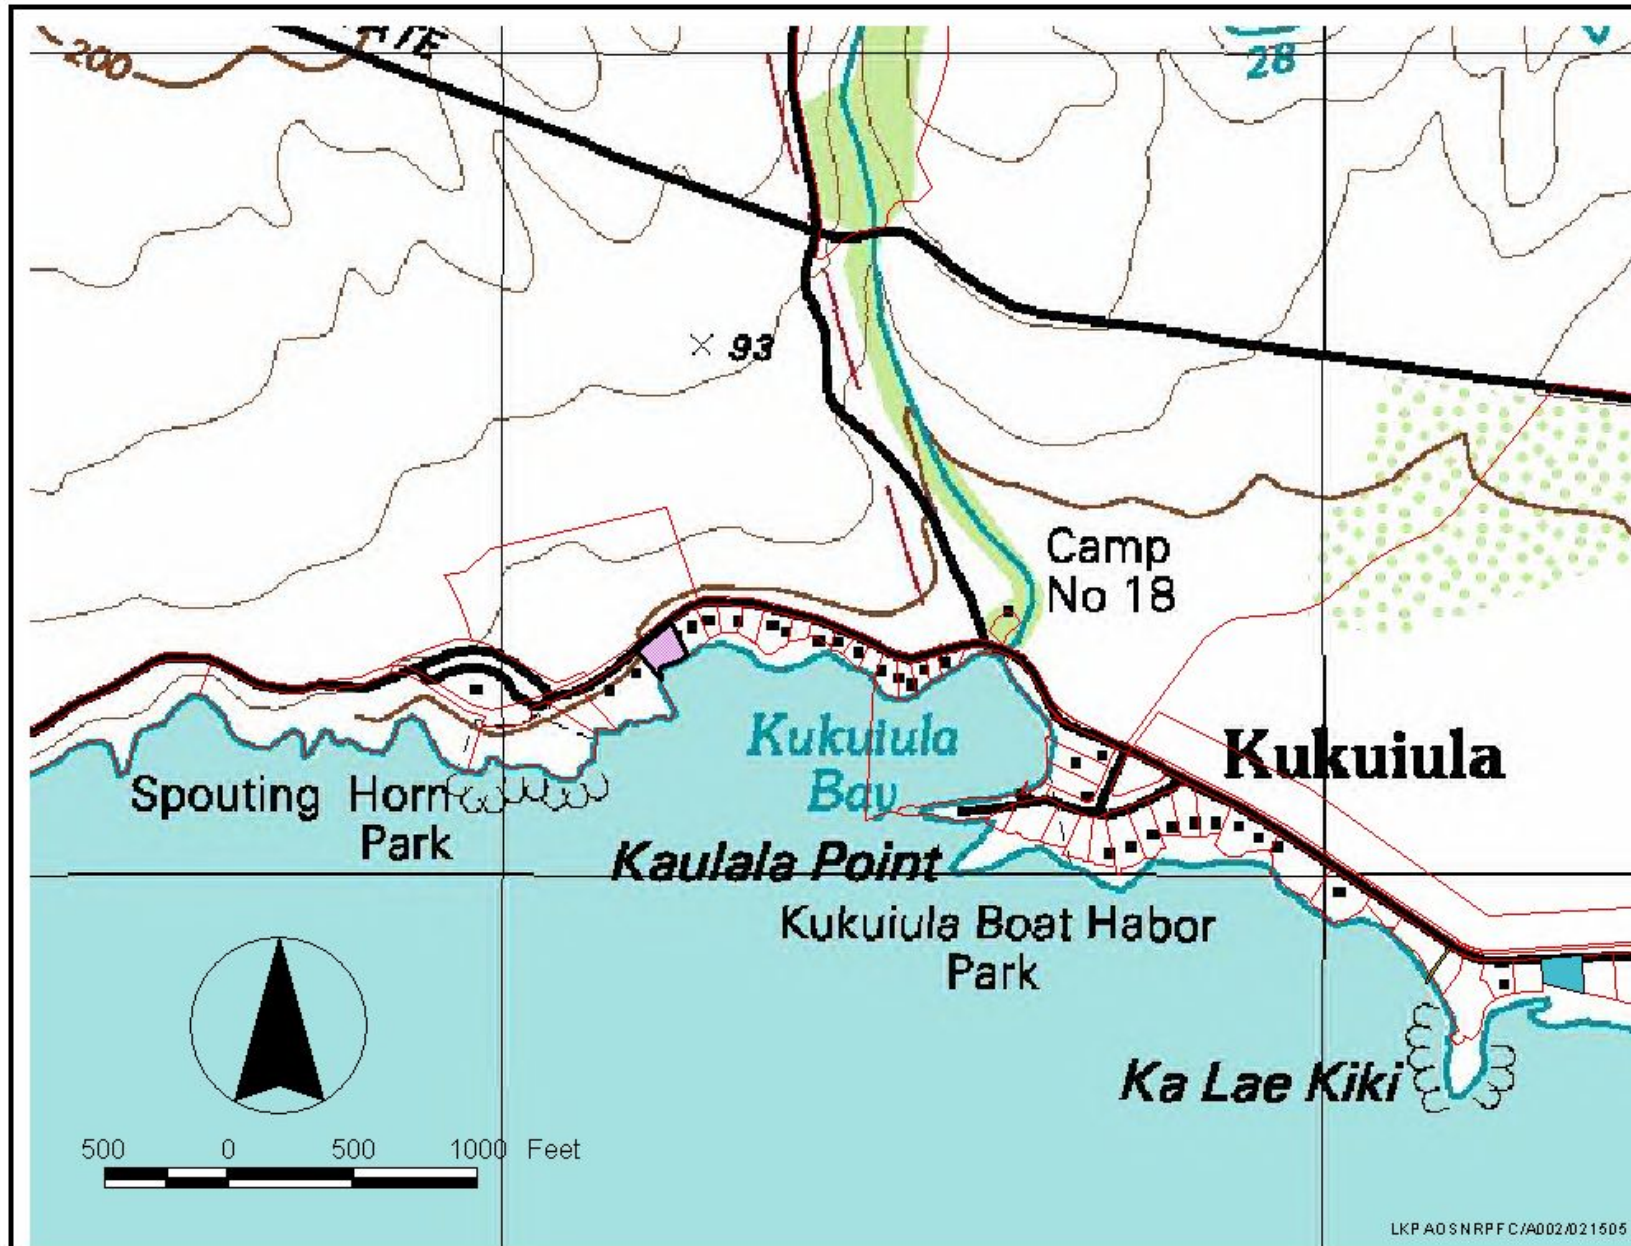 200
28
93
Camp
No 18
Kukuiula
Bay
Kukuiula
Spouting Horn
Park
Kaulala Point
Kukuiula Boat Habor
Park
Ka Lae Kiki
500 0 500 1000 Feet
LKPAOSNRPFC/A002/021505